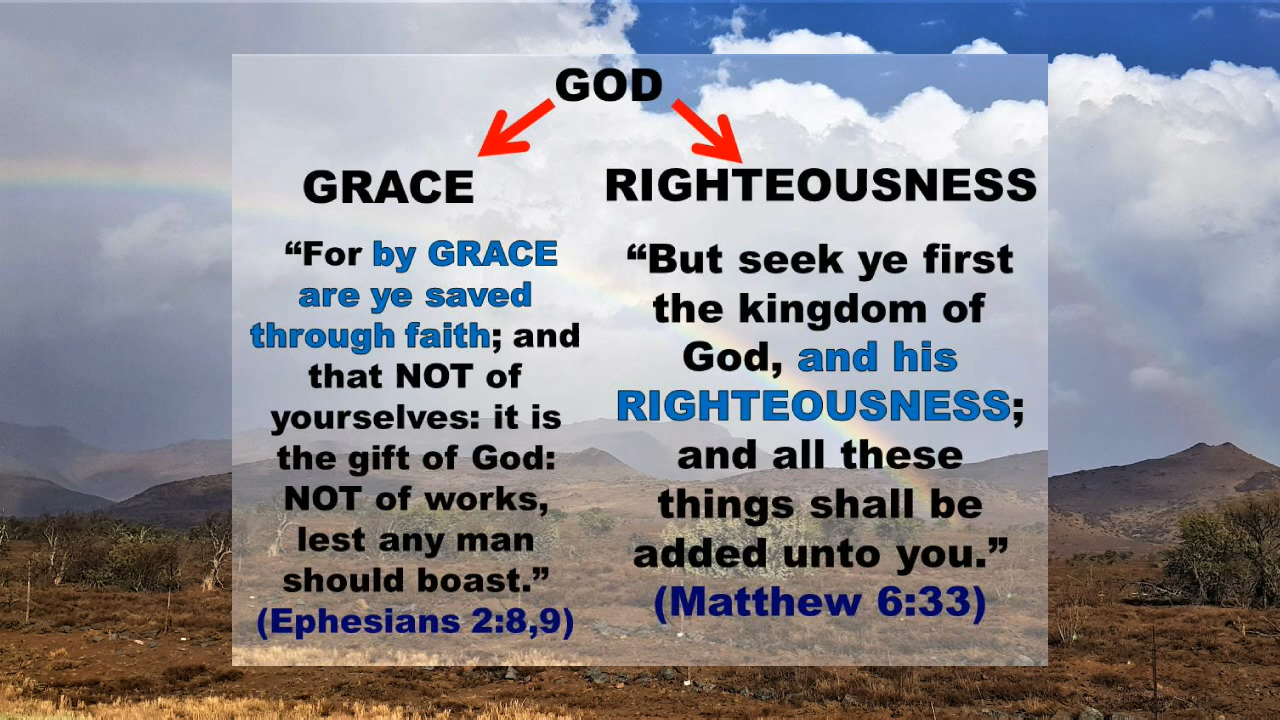 GOD
GRACE
RIGHTEOUSNESS
“For by GRACE
are ye saved
through faith; and
that NOT of
yourselves: it is
the gift of God:
NOT of works,
lest any man
should boast.”
(Ephesians 2:8,9)
“But seek ye first
the kingdom of
God, and his
RIGHTEOUSNESS;
and all these
things shall be
added unto you.”
(Matthew 6:33)